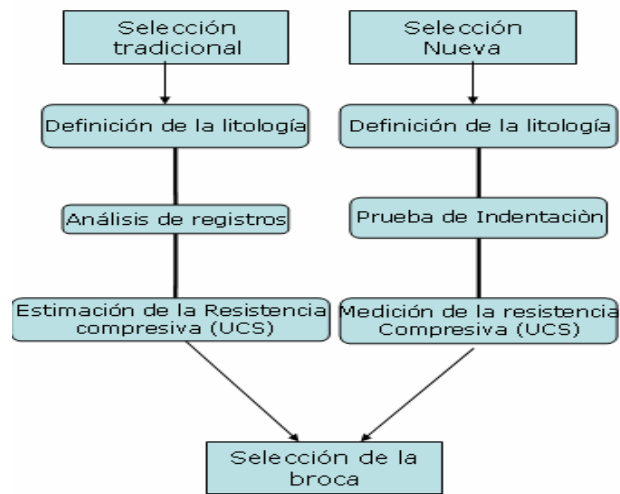 Selección
tradicional
Selección
Nueva
Definición de la litología
Definición de la litología
Análisis de registros
Prueba de Indentaciòn
Estimación de la Resistencia
compresiva (UCS)
Medición de la resistencia
Compresiva (UCS)
Selección de la
broca